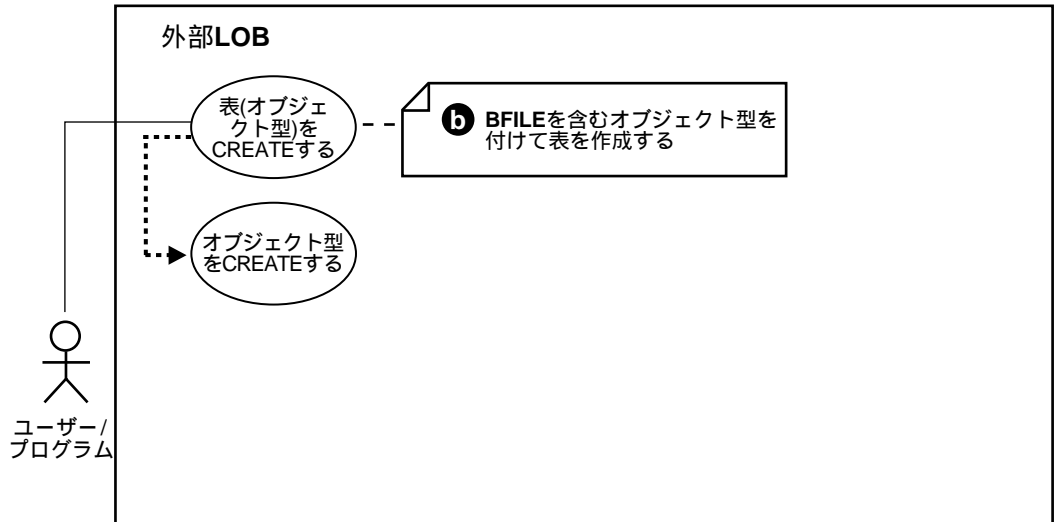 外部LOB
表(オブジェ
クト型)を
CREATEする
b BFILEを含むオブジェクト型を
付けて表を作成する
オブジェクト型
をCREATEする
ユーザー/
プログラム